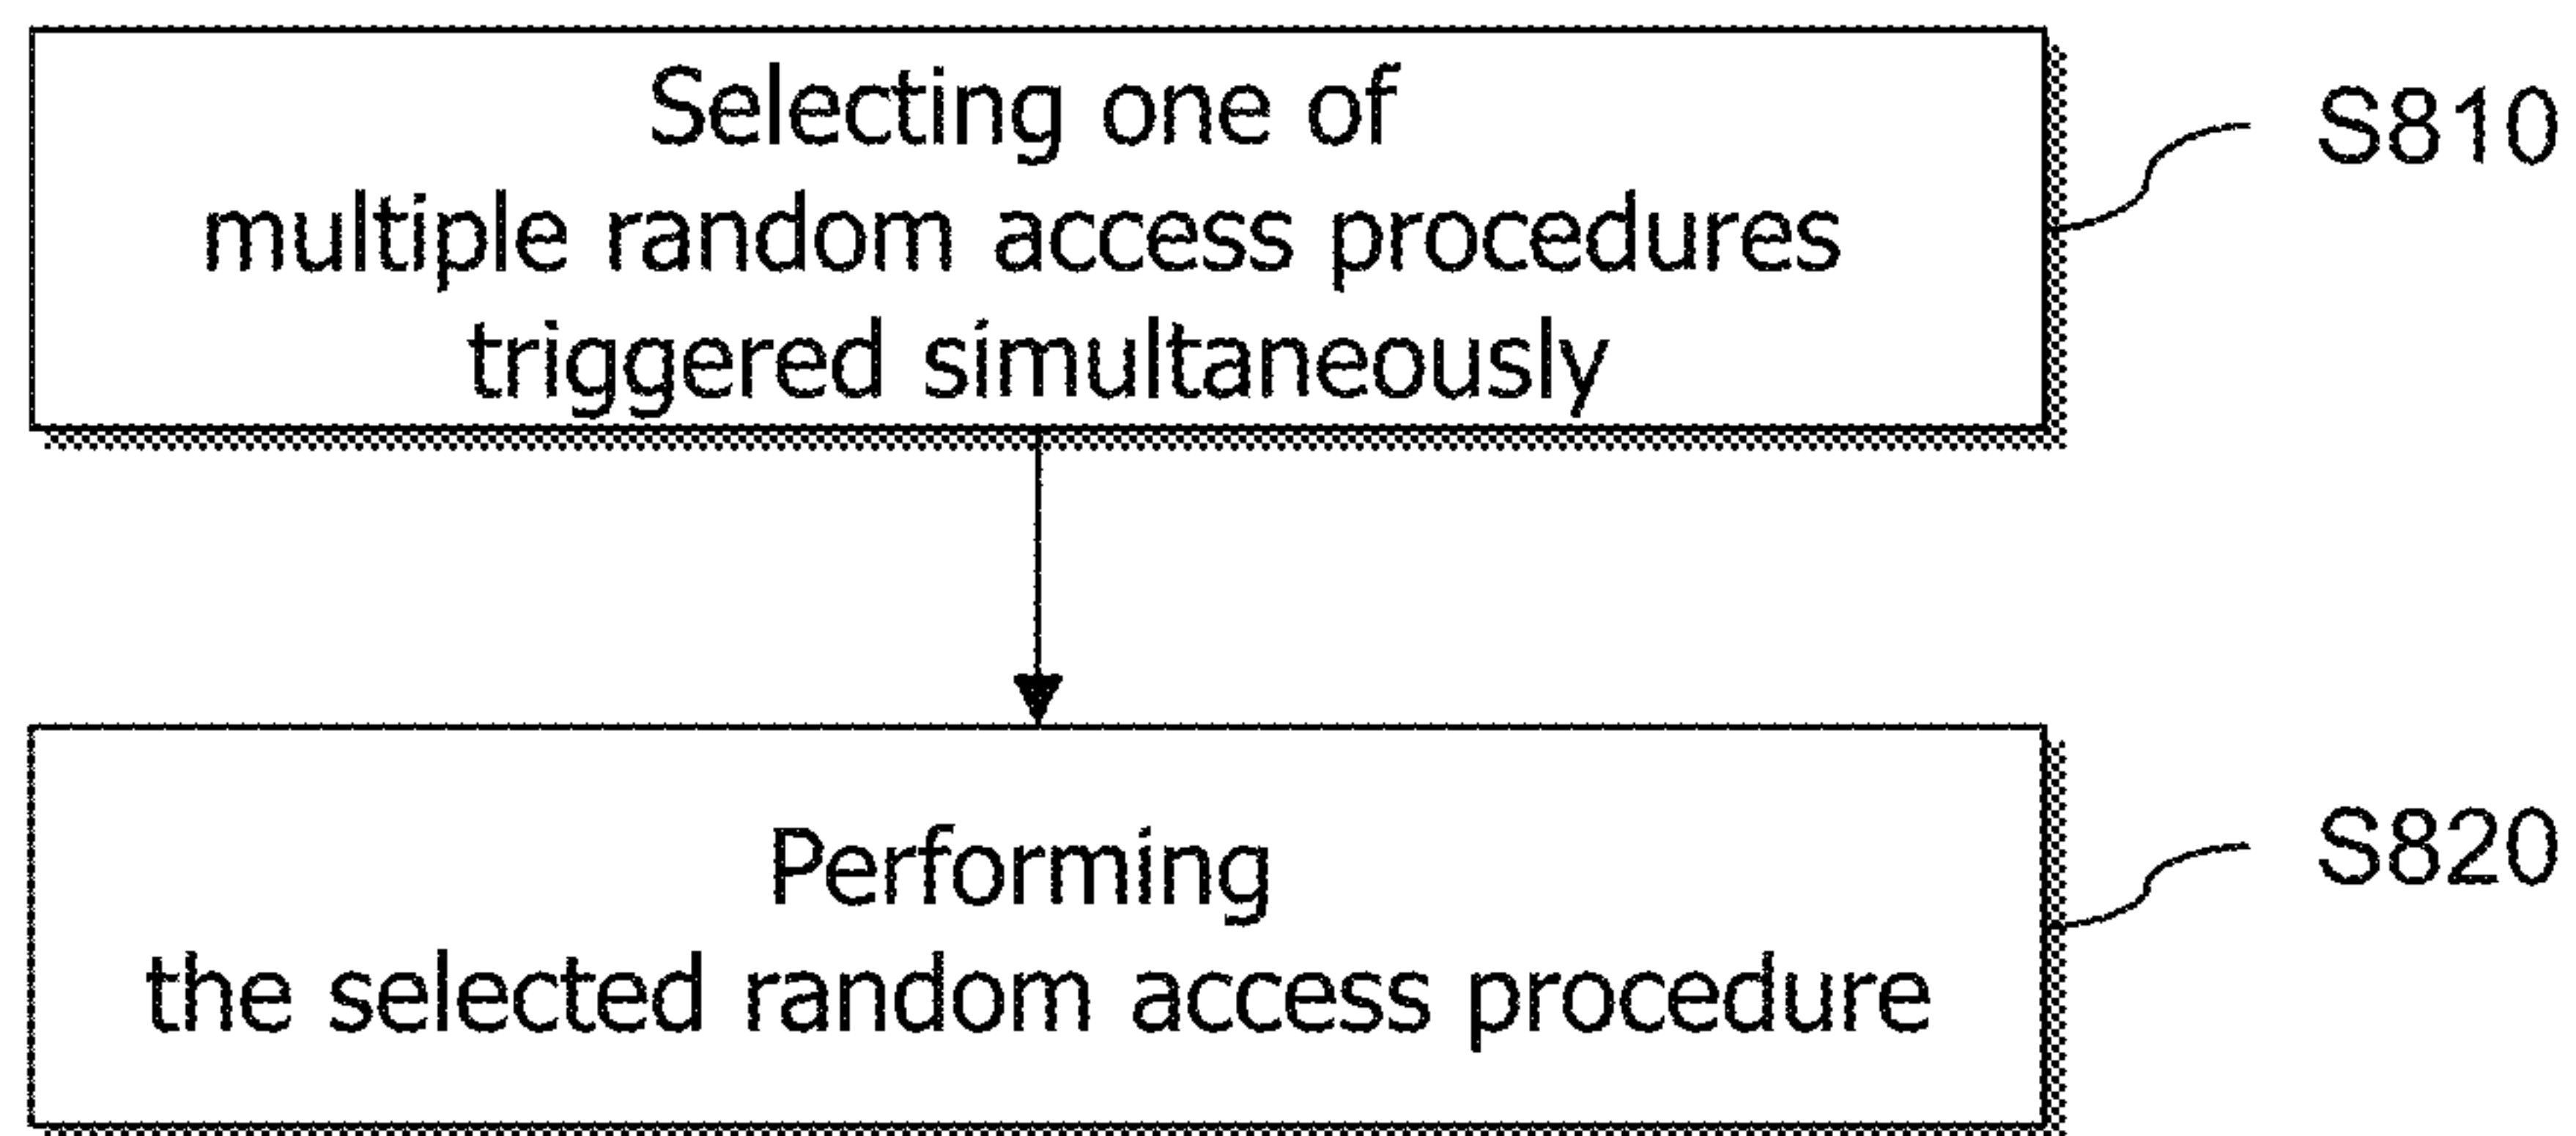 Selecting one of
multiple random access procedures
triggered simultaneously
S810
Performing
the selected random access procedure
S820